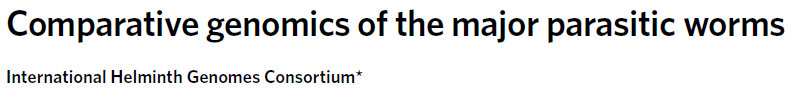 Comparative genomics of the major parasitic worms
International Helminth Genomes Consortium*